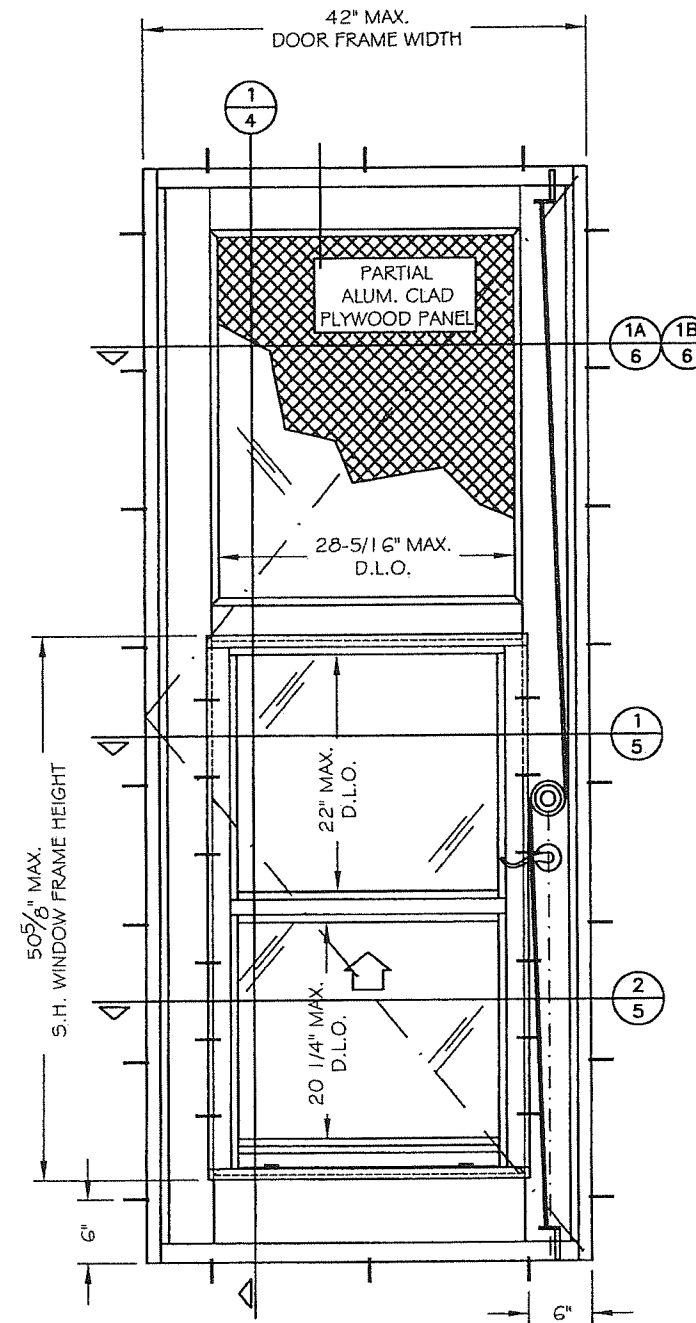 42" MAX.
DOOR FRAME WIDTH
1
4
PARTIAL
ALUM. CLAD
PLYWOOD PANEL
1A
6
1B
6
28-5/16" MAX.
D.L.O.
50 5/8" MAX.
S.H. WINDOW FRAME HEIGHT
22" MAX.
D.L.O.
1
5
20 1/4" MAX.
D.L.O.
2
5
6"
6"